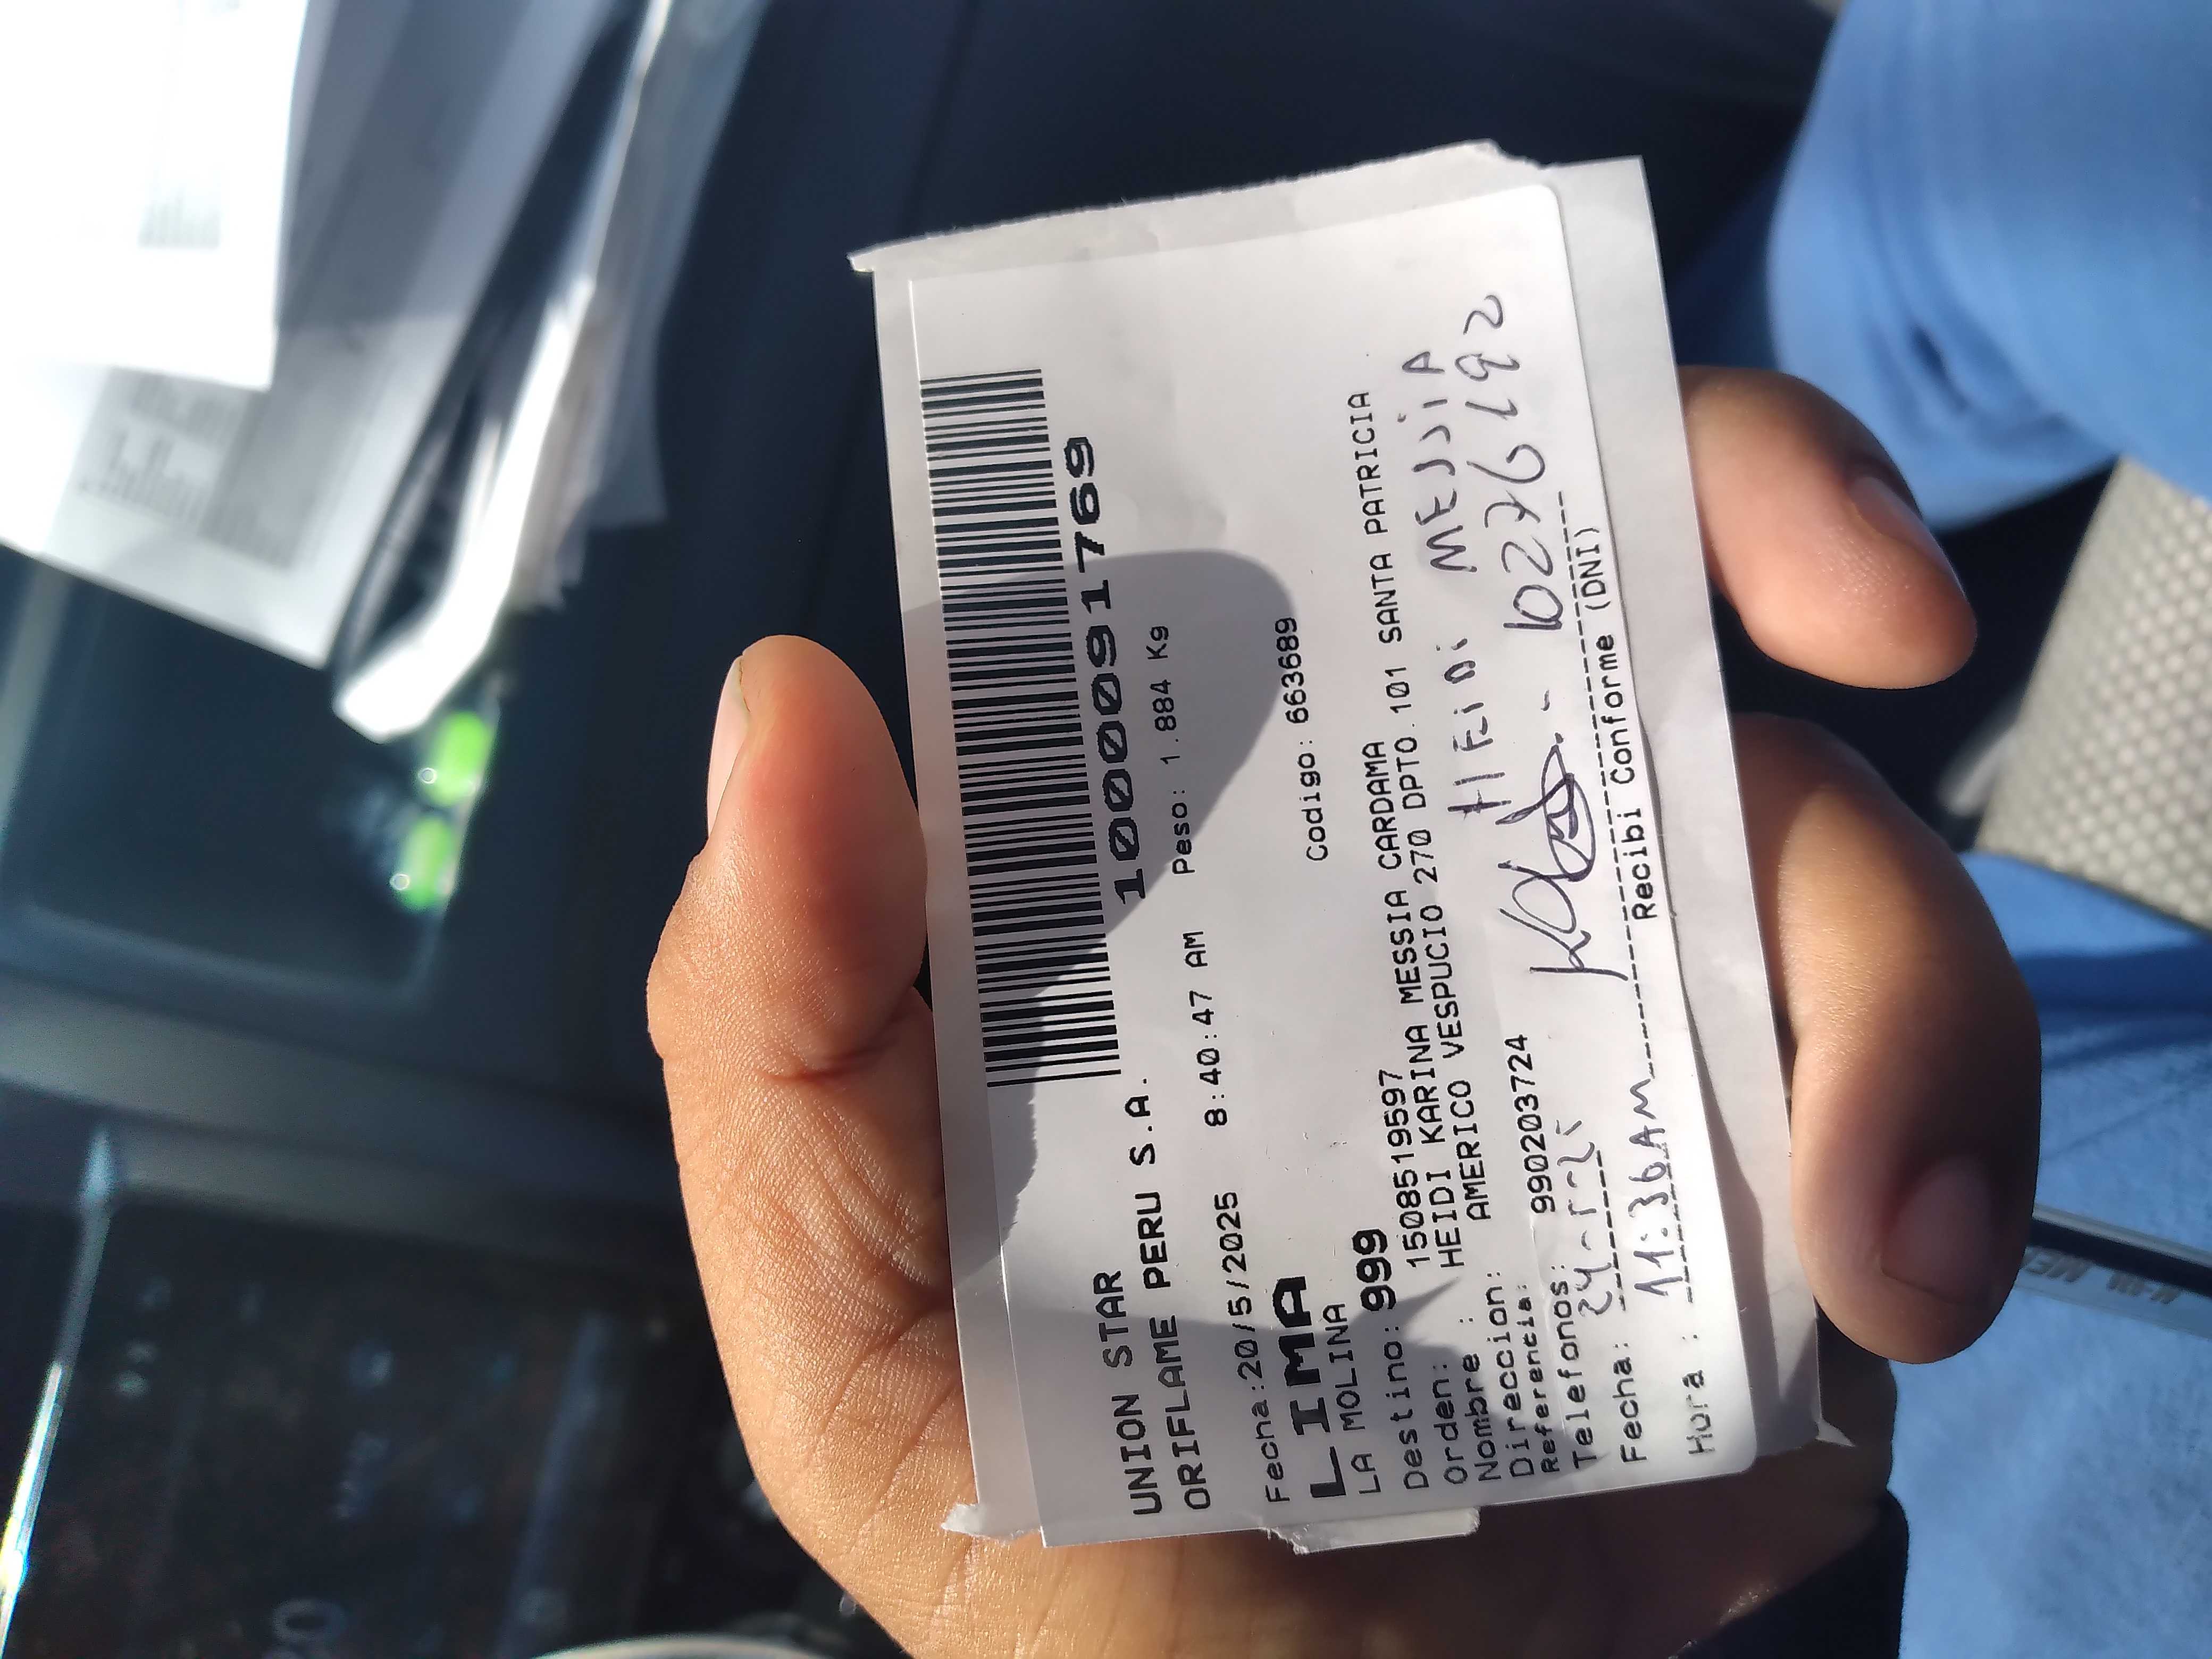 1000091769
UNION STAR
ORIFLAME PERU S.A.
Fecha:20/5/2025 8:40:47 AM Peso: 1.884 Kg
LIMA
LA MOLINA
Codigo: 663689
Destino: 999
Orden: 1508519597
Nombre : HEIDI KARINA MESSIA CARDAMA
Direccion: AMERICO VESPUCIO 270 DPTO.101 SANTA PATRICIA
Referencia:
Telefonos: 990203724
HEiDi MESSiA
10276192
Fecha: 24-5-25
Recibi Conforme (DNI)
Hora : 11:36AM